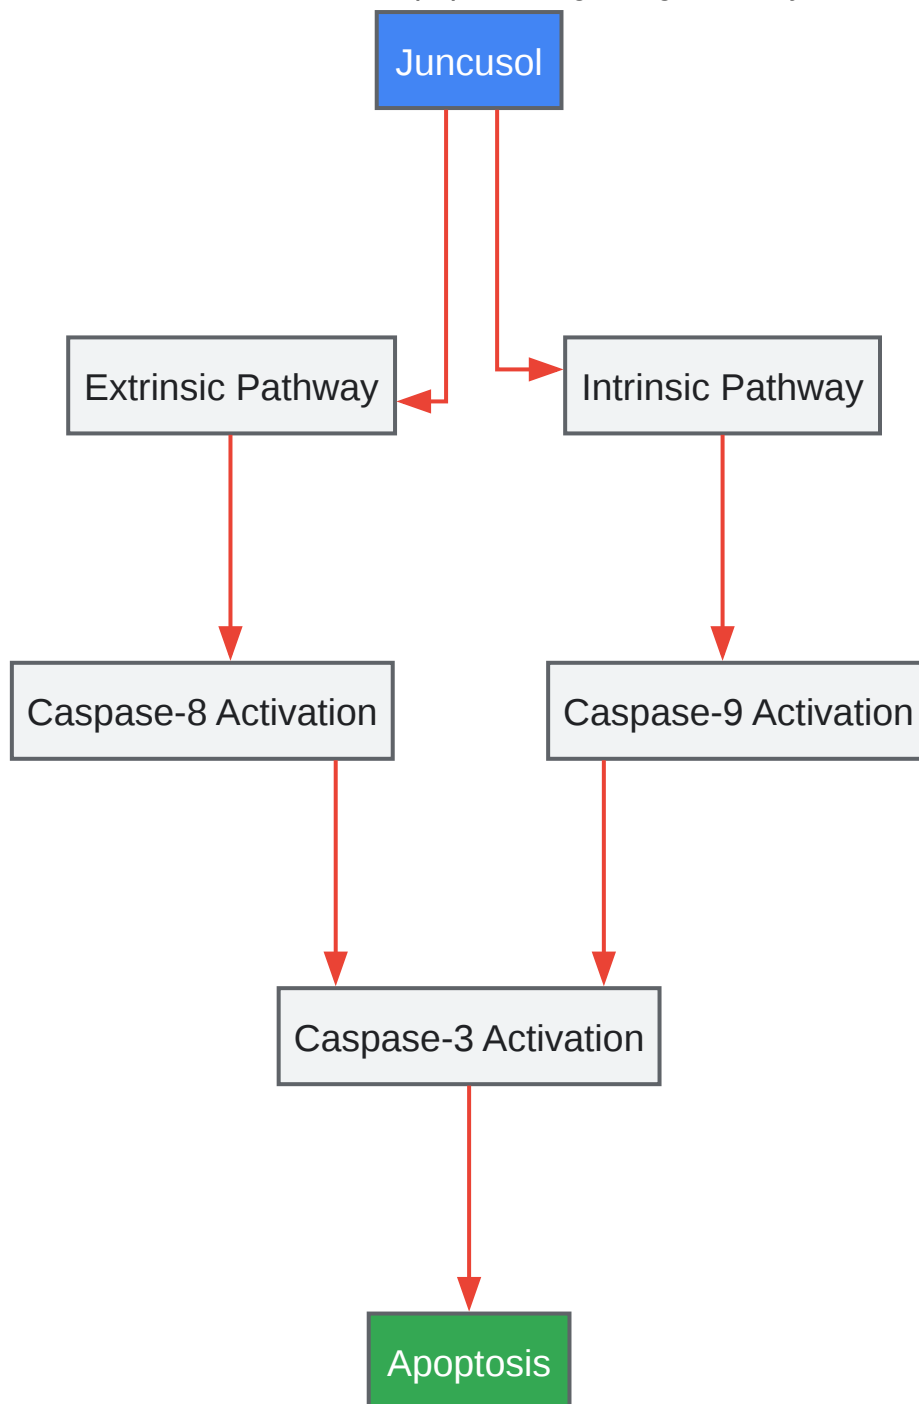 Juncusol
Extrinsic Pathway
Intrinsic Pathway
Caspase-8 Activation
Caspase-9 Activation
Caspase-3 Activation
Apoptosis